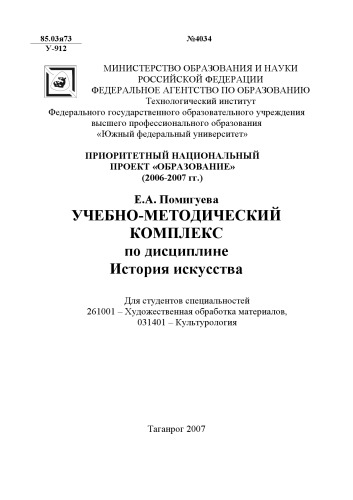 85.03я73 №4034
У-912
МИНИСТЕРСТВО ОБРАЗОВАНИЯ И НАУКИ
РОССИЙСКОЙ ФЕДЕРАЦИИ
ФЕДЕРАЛЬНОЕ АГЕНТСТВО ПО ОБРАЗОВАНИЮ
Технологический институт
Федерального государственного образовательного учреждения
высшего профессионального образования
«Южный федеральный университет»
ПРИОРИТЕТНЫЙ НАЦИОНАЛЬНЫЙ
ПРОЕКТ «ОБРАЗОВАНИЕ»
(2006-2007 гг.)
Е.А. Помигуева
УЧЕБНО-МЕТОДИЧЕСКИЙ
КОМПЛЕКС
по дисциплине
История искусства
Для студентов специальностей
261001 – Художественная обработка материалов,
031401 – Культурология
Таганрог 2007